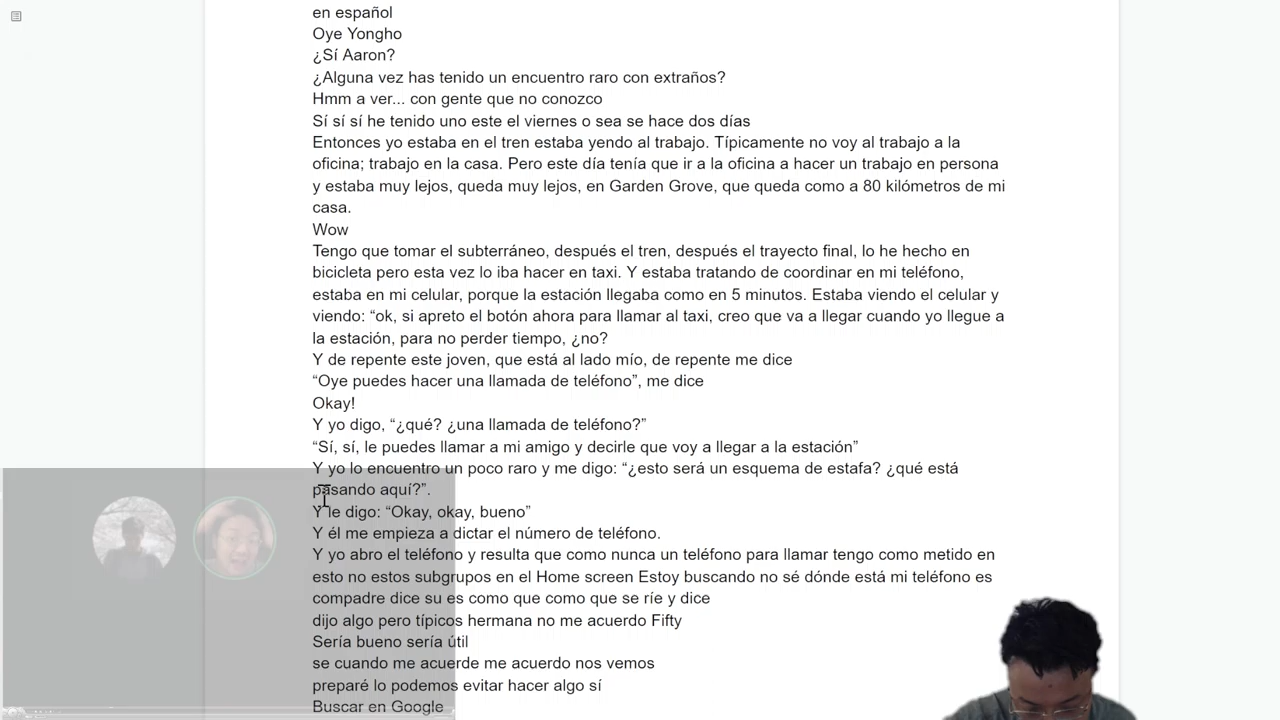 en español
Oye Yongho
¿Sí Aaron?
¿Alguna vez has tenido un encuentro raro con extraños?
Hmm a ver... con gente que no conozco
Sí sí sí he tenido uno este el viernes o sea se hace dos días
Entonces yo estaba en el tren estaba yendo al trabajo. Típicamente no voy al trabajo a la
oficina; trabajo en la casa. Pero este día tenía que ir a la oficina a hacer un trabajo en persona
y estaba muy lejos, queda muy lejos, en Garden Grove, que queda como a 80 kilómetros de mi
casa.
Wow
Tengo que tomar el subterráneo, después el tren, después el trayecto final, lo he hecho en
bicicleta pero esta vez lo iba hacer en taxi. Y estaba tratando de coordinar en mi teléfono,
estaba en mi celular, porque la estación llegaba como en 5 minutos. Estaba viendo el celular y
viendo: “ok, si apreto el botón ahora para llamar al taxi, creo que va a llegar cuando yo llegue a
la estación, para no perder tiempo, ¿no?
Y de repente este joven, que está al lado mío, de repente me dice
“Oye puedes hacer una llamada de teléfono”, me dice
Okay!
Y yo digo, “¿qué? ¿una llamada de teléfono?”
“Sí, sí, le puedes llamar a mi amigo y decirle que voy a llegar a la estación”
Y yo lo encuentro un poco raro y me digo: “¿esto será un esquema de estafa? ¿qué está
pasando aquí?”.
Y le digo: “Okay, okay, bueno”
Y él me empieza a dictar el número de teléfono.
Y yo abro el teléfono y resulta que como nunca un teléfono para llamar tengo como metido en
esto no estos subgrupos en el Home screen Estoy buscando no sé dónde está mi teléfono es
compadre dice su es como que como que se ríe y dice
dijo algo pero típicos hermana no me acuerdo Fifty
Sería bueno sería útil
se cuando me acuerde me acuerdo nos vemos
preparé lo podemos evitar hacer algo sí
Buscar en Google